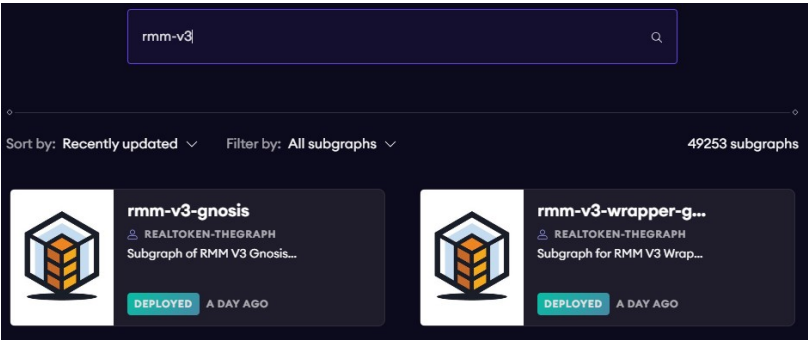 rmm-v3
Sort by: Recently updated Filter by: All subgraphs 49253 subgraphs
rmm-v3-gnosis
REALTOKEN-THEGRAPH
Subgraph of RMM V3 Gnosis...
DEPLOYED A DAY AGO
rmm-v3-wrapper-g...
REALTOKEN-THEGRAPH
Subgraph for RMM V3 Wrap...
DEPLOYED A DAY AGO